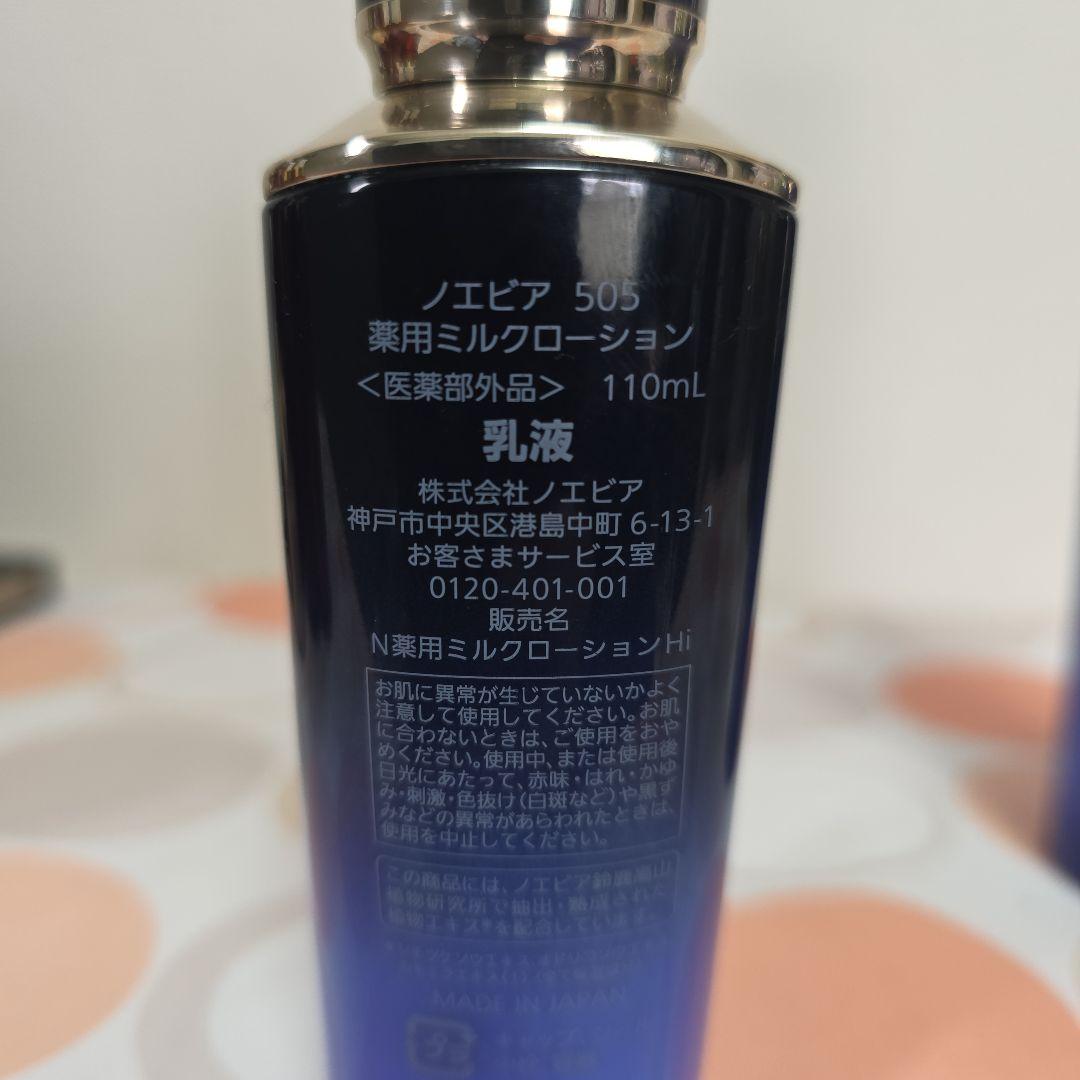 ノエビア 505
薬用ミルクローション
＜医薬部外品＞ 110mL
乳液
株式会社ノエビア
神戸市中央区港島中町6-13-1
お客さまサービス室
0120-401-001
販売名
N薬用ミルクローションHi
お肌に異常が生じていないかよく
注意して使用してください。お肌
に合わないときは、ご使用をおや
めください。使用中、または使用後
日光にあたって、赤味・はれ・かゆ
み・刺激・色抜け（白斑など）や黒ず
みなどの異常があらわれたときは、
使用を中止してください。
この商品には、ノエビア鈴鹿高山
植物研究所で抽出・熟成された
植物エキス*を配合しています。
MADE IN JAPAN